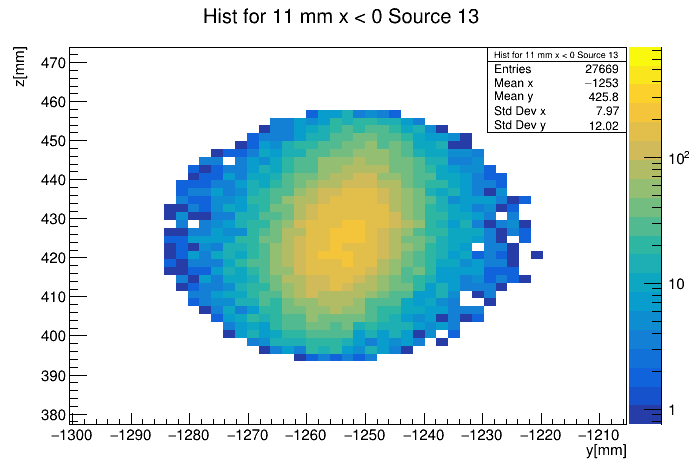 Hist for 11 mm x < 0 Source 13
z[mm]
Hist for 11 mm x < 0 Source 13
Entries 27669
Mean x −1253
Mean y 425.8
Std Dev x 7.97
Std Dev y 12.02
470
460
450
440
430
420
410
400
390
380
10²
10
1
−1300 −1290 −1280 −1270 −1260 −1250 −1240 −1230 −1220 −1210
y[mm]